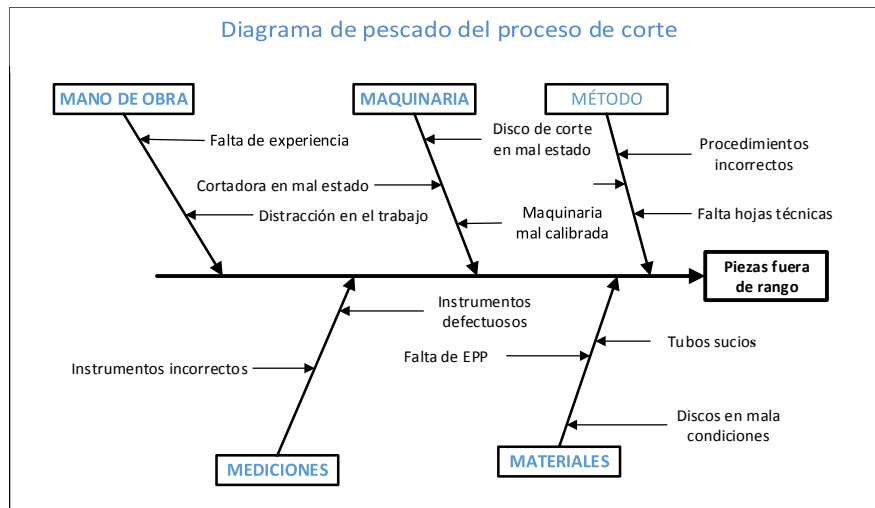 Diagrama de pescado del proceso de corte
MANO DE OBRA
MAQUINARIA
MÉTODO
Falta de experiencia
Disco de corte
en mal estado
Procedimientos
incorrectos
Cortadora en mal estado
Distracción en el trabajo
Maquinaria
mal calibrada
Falta hojas técnicas
Piezas fuera
de rango
Instrumentos
defectuosos
Instrumentos incorrectos
Falta de EPP
Tubos sucios
Discos en mala
condiciones
MEDICIONES
MATERIALES